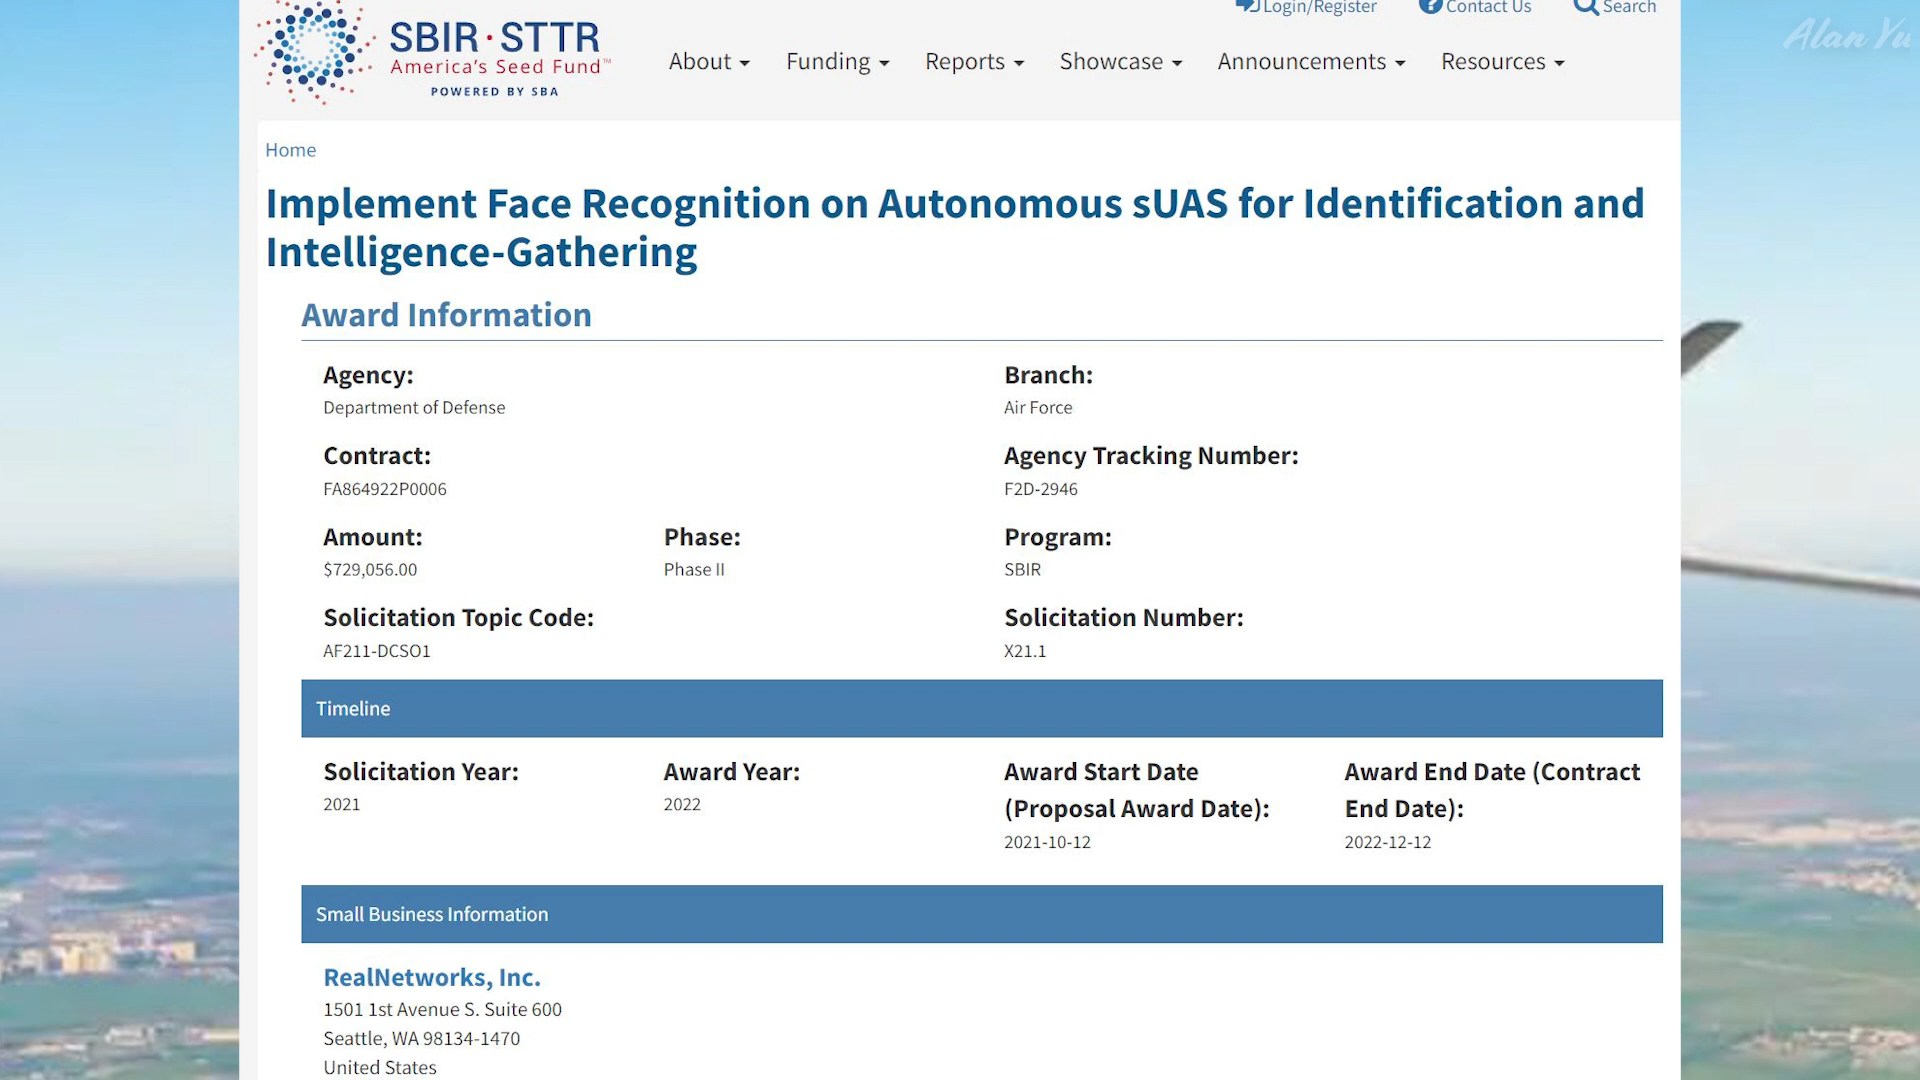 Login/Register
Contact Us
Search
Alan Yu
SBIR·STTR
America's Seed Fund™
POWERED BY SBA
About
Funding
Reports
Showcase
Announcements
Resources
Home
Implement Face Recognition on Autonomous sUAS for Identification and
Intelligence-Gathering
Award Information
Agency:
Department of Defense
Branch:
Air Force
Contract:
FA864922P0006
Agency Tracking Number:
F2D-2946
Amount:
$729,056.00
Phase:
Phase II
Program:
SBIR
Solicitation Topic Code:
AF211-DCSO1
Solicitation Number:
X21.1
Timeline
Solicitation Year:
2021
Award Year:
2022
Award Start Date
(Proposal Award Date):
2021-10-12
Award End Date (Contract
End Date):
2022-12-12
Small Business Information
RealNetworks, Inc.
1501 1st Avenue S. Suite 600
Seattle, WA 98134-1470
United States